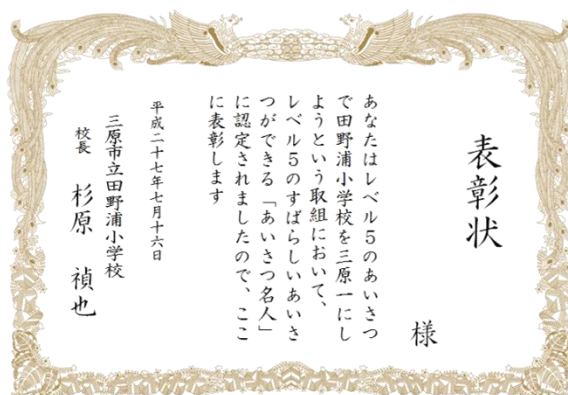 表彰状
様
あなたはレベル５のあいさつ
で田野浦小学校を三原一にし
ようという取組において、
レベル５のすばらしいあいさ
つができる「あいさつ名人」
に認定されましたので、ここ
に表彰します
平成二十七年七月十六日
三原市立田野浦小学校
校長　杉原　禎也